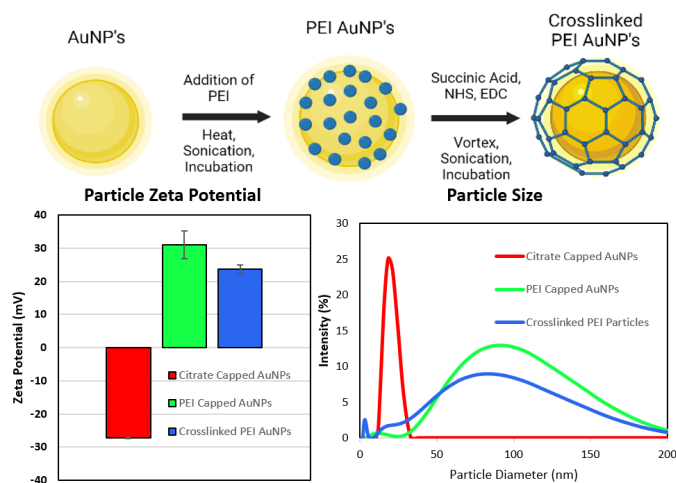 AuNP's
PEI AuNP's
Crosslinked
PEI AuNP's
Addition of
PEI
Heat,
Sonication,
Incubation
Succinic Acid,
NHS, EDC
Vortex,
Sonication,
Incubation
Particle Zeta Potential
Zeta Potential (mV)
40
30
20
10
0
-10
-20
-30
-40
Citrate Capped AuNPs
PEI Capped AuNPs
Crosslinked PEI AuNPs
Particle Size
Intensity (%)
30
25
20
15
10
5
0
Citrate Capped AuNPs
PEI Capped AuNPs
Crosslinked PEI Particles
0
50
100
150
200
Particle Diameter (nm)